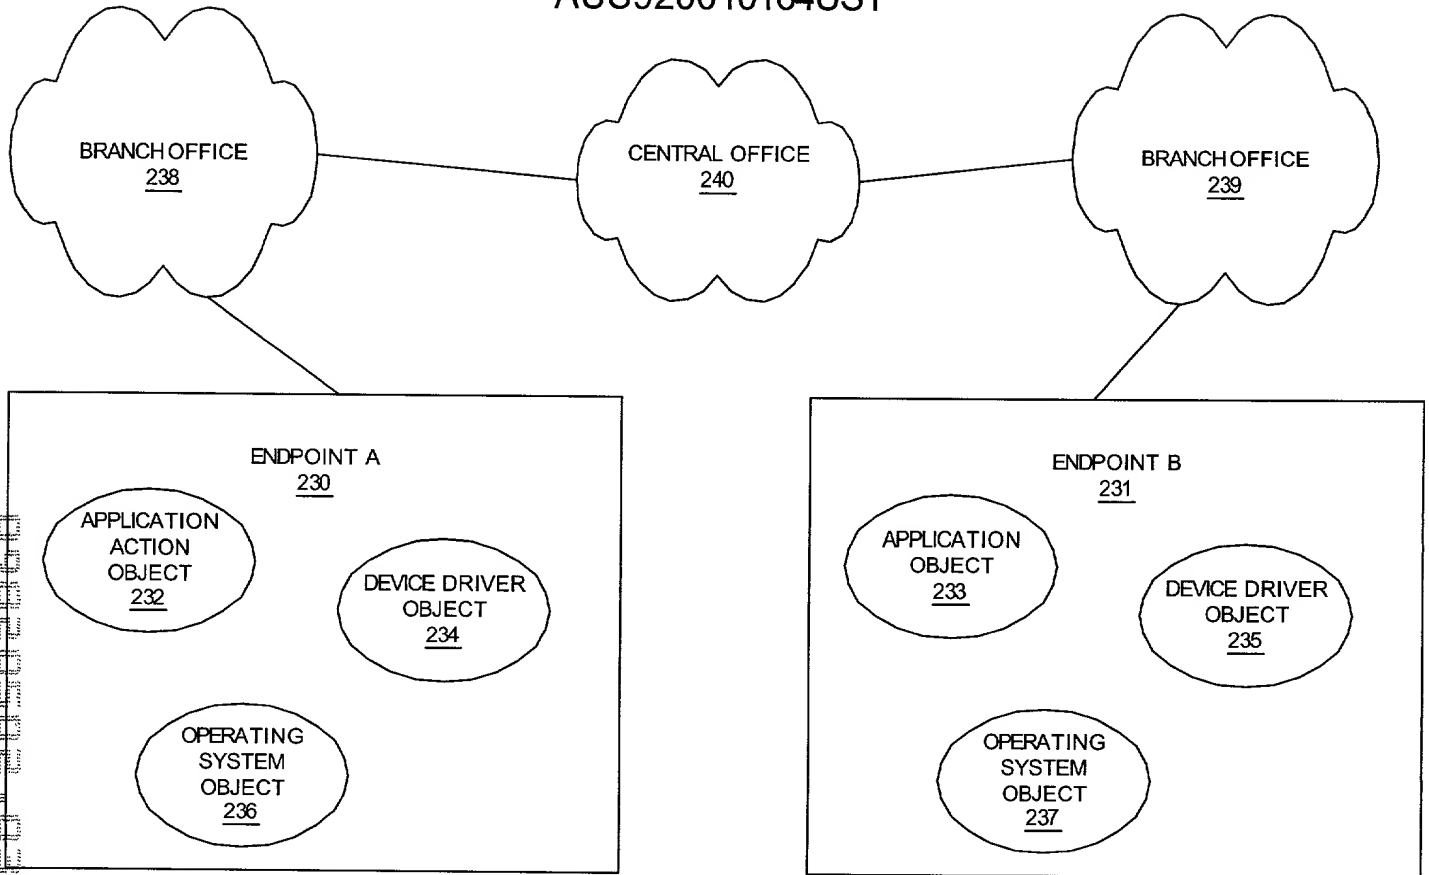 BRANCH OFFICE
238
CENTRAL OFFICE
240
BRANCH OFFICE
239
ENDPOINT A
230
APPLICATION
ACTION
OBJECT
232
DEVICE DRIVER
OBJECT
234
OPERATING
SYSTEM
OBJECT
236
ENDPOINT B
231
APPLICATION
OBJECT
233
DEVICE DRIVER
OBJECT
235
OPERATING
SYSTEM
OBJECT
237